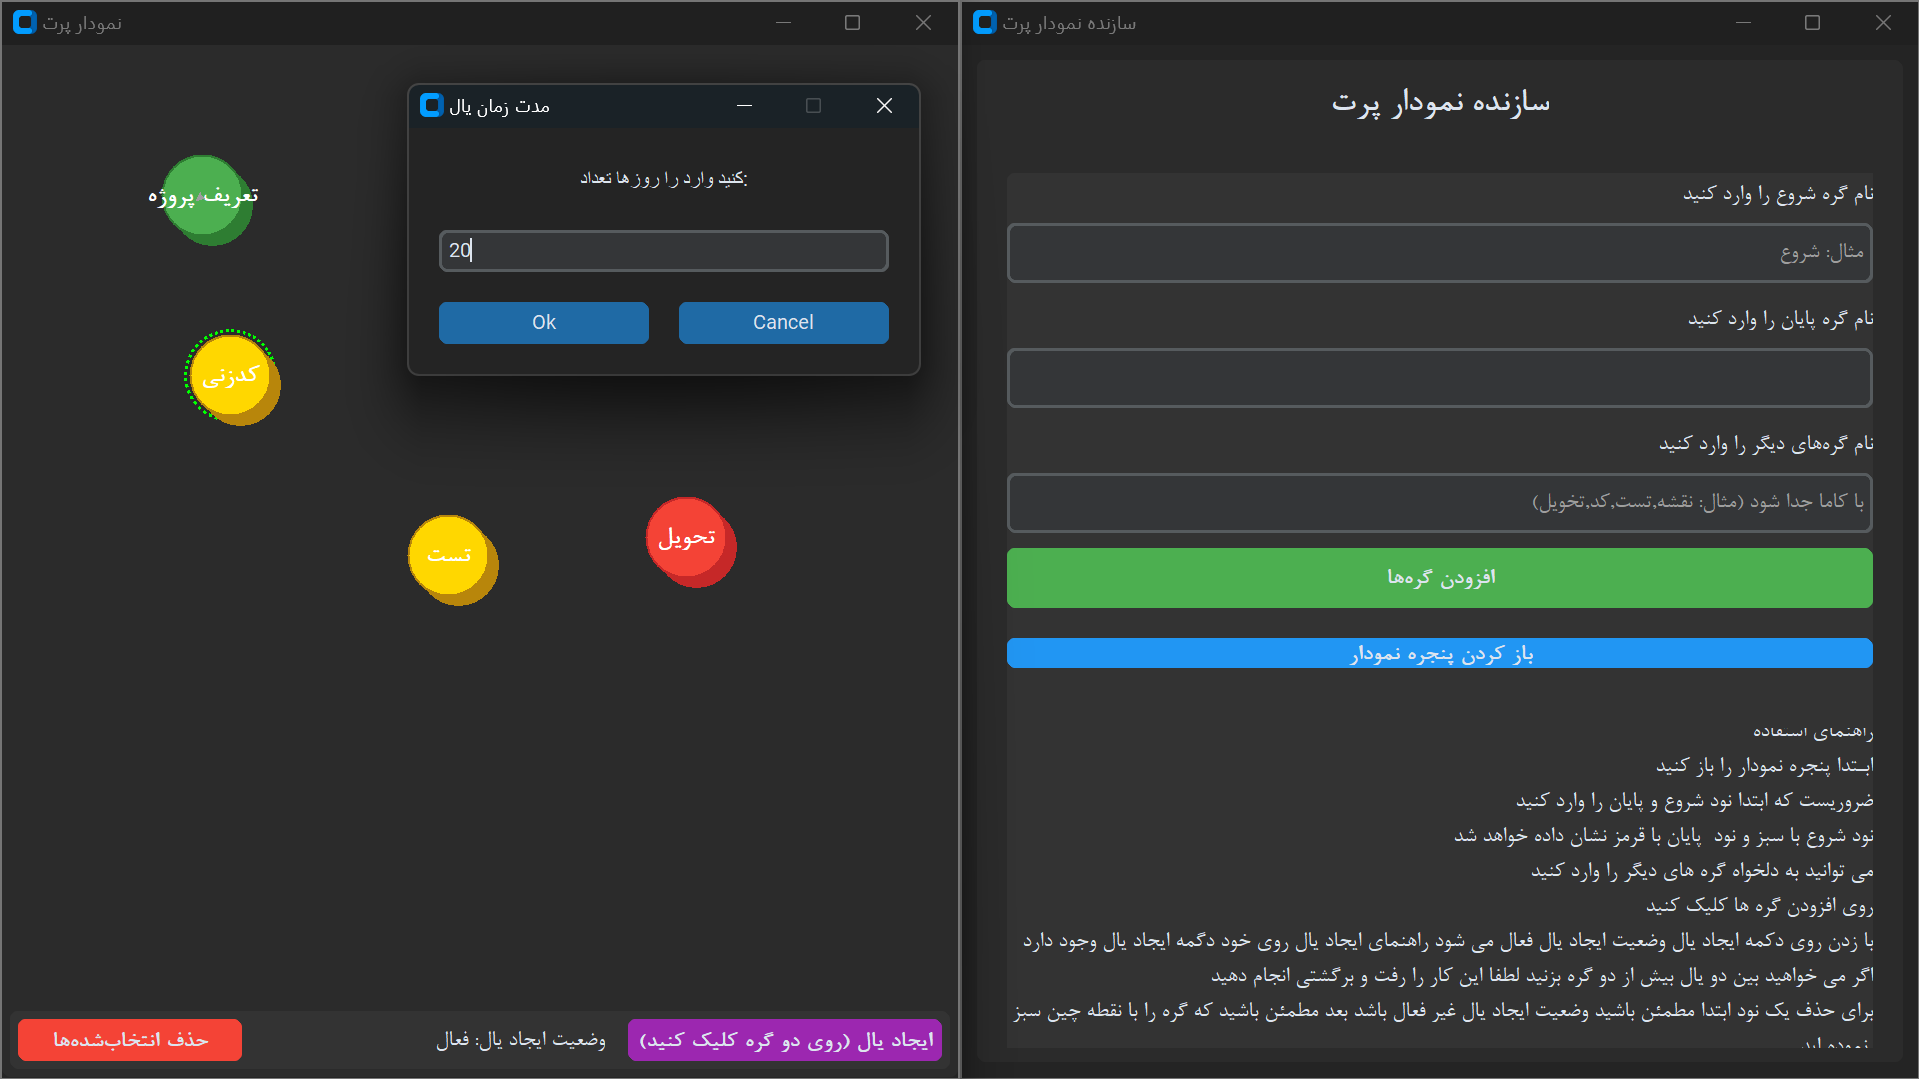 نمودار پرت
مدت زمان یال
:کنید وارد را روزها تعداد
20
Ok
Cancel
تعریف پروژه
کدزنی
تست
تحویل
حذف انتخاب‌شده‌ها
وضعیت ایجاد یال: فعال
ایجاد یال (روی دو گره کلیک کنید)
سازنده نمودار پرت
سازنده نمودار پرت
نام گره شروع را وارد کنید
مثال: شروع
نام گره پایان را وارد کنید
نام گره‌های دیگر را وارد کنید
با کاما جدا شود (مثال: نقشه,تست,کد,تحویل)
افزودن گره‌ها
باز کردن پنجره نمودار
راهنمای استفاده
ابتدا پنجره نمودار را باز کنید
ضروریست که ابتدا نود شروع و پایان را وارد کنید
نود شروع با سبز و نود پایان با قرمز نشان داده خواهد شد
می توانید به دلخواه گره های دیگر را وارد کنید
روی افزودن گره ها کلیک کنید
با زدن روی دکمه ایجاد یال وضعیت ایجاد یال فعال می شود راهنمای ایجاد یال روی خود دگمه ایجاد یال وجود دارد
اگر می خواهید بین دو یال بیش از دو گره بزنید لطفا این کار را رفت و برگشتی انجام دهید
برای حذف یک نود ابتدا مطمئن باشید وضعیت ایجاد یال غیر فعال باشد بعد مطمئن باشید که گره را با نقطه چین سبز
نموده اید